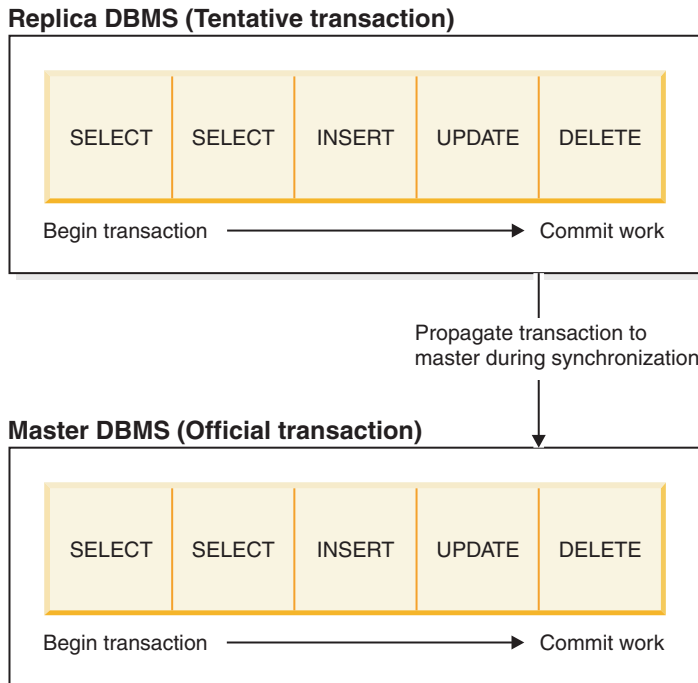 Replica DBMS (Tentative transaction)
SELECT SELECT INSERT UPDATE DELETE
Begin transaction Commit work
Propagate transaction to
master during synchronization
Master DBMS (Official transaction)
SELECT SELECT INSERT UPDATE DELETE
Begin transaction Commit work